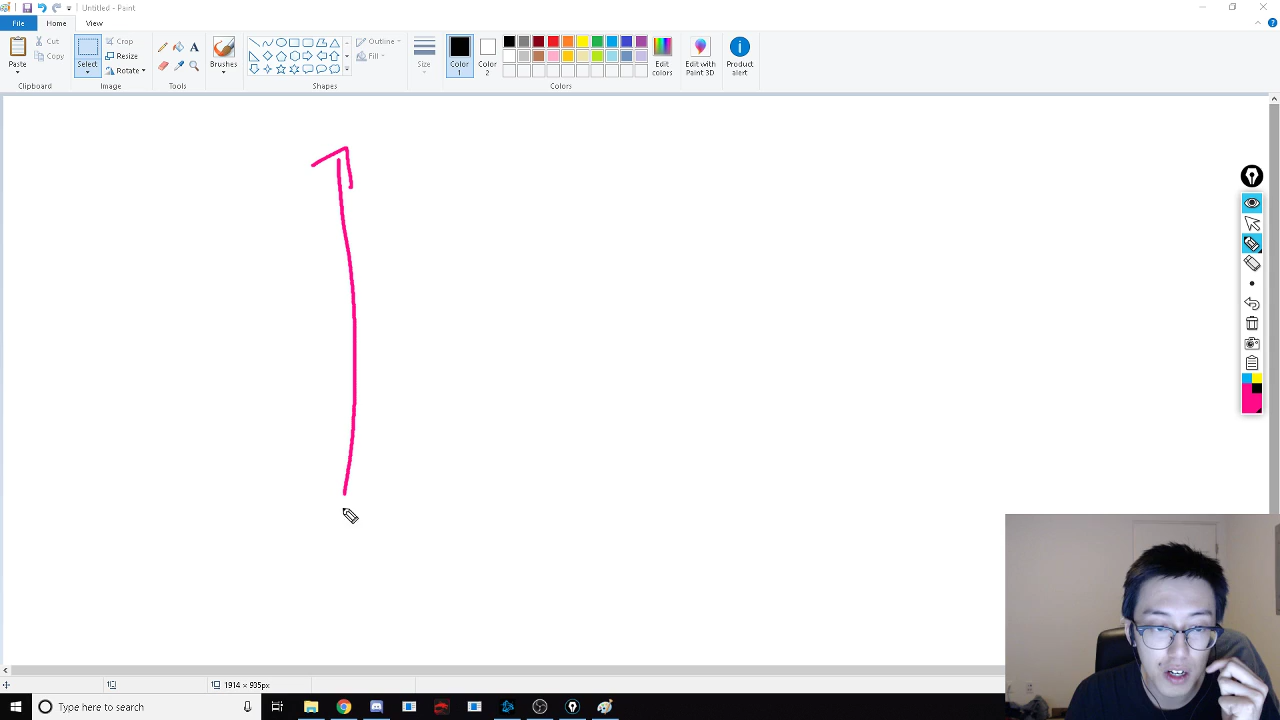 Untitled - Paint
File Home View
Paste
Cut
Copy
Clipboard
Select
Crop
Resize
Rotate
Image
Tools
Brushes
Shapes
Outline
Fill
Size
Color
1
Color
2
Edit
colors
Colors
Edit with
Paint 3D
Product
alert
1914 × 935px
Type here to search